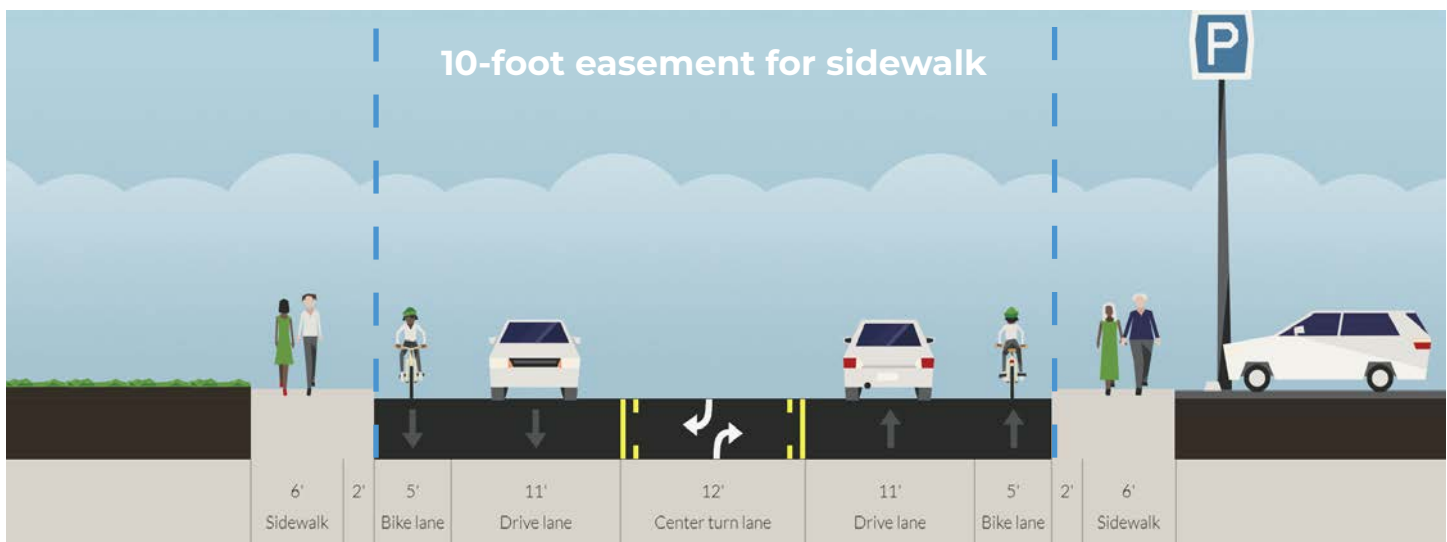 10-foot easement for sidewalk
P
6' 2' 5' 11' 12' 11' 5' 2' 6'
Sidewalk Bike lane Drive lane Center turn lane Drive lane Bike lane Sidewalk